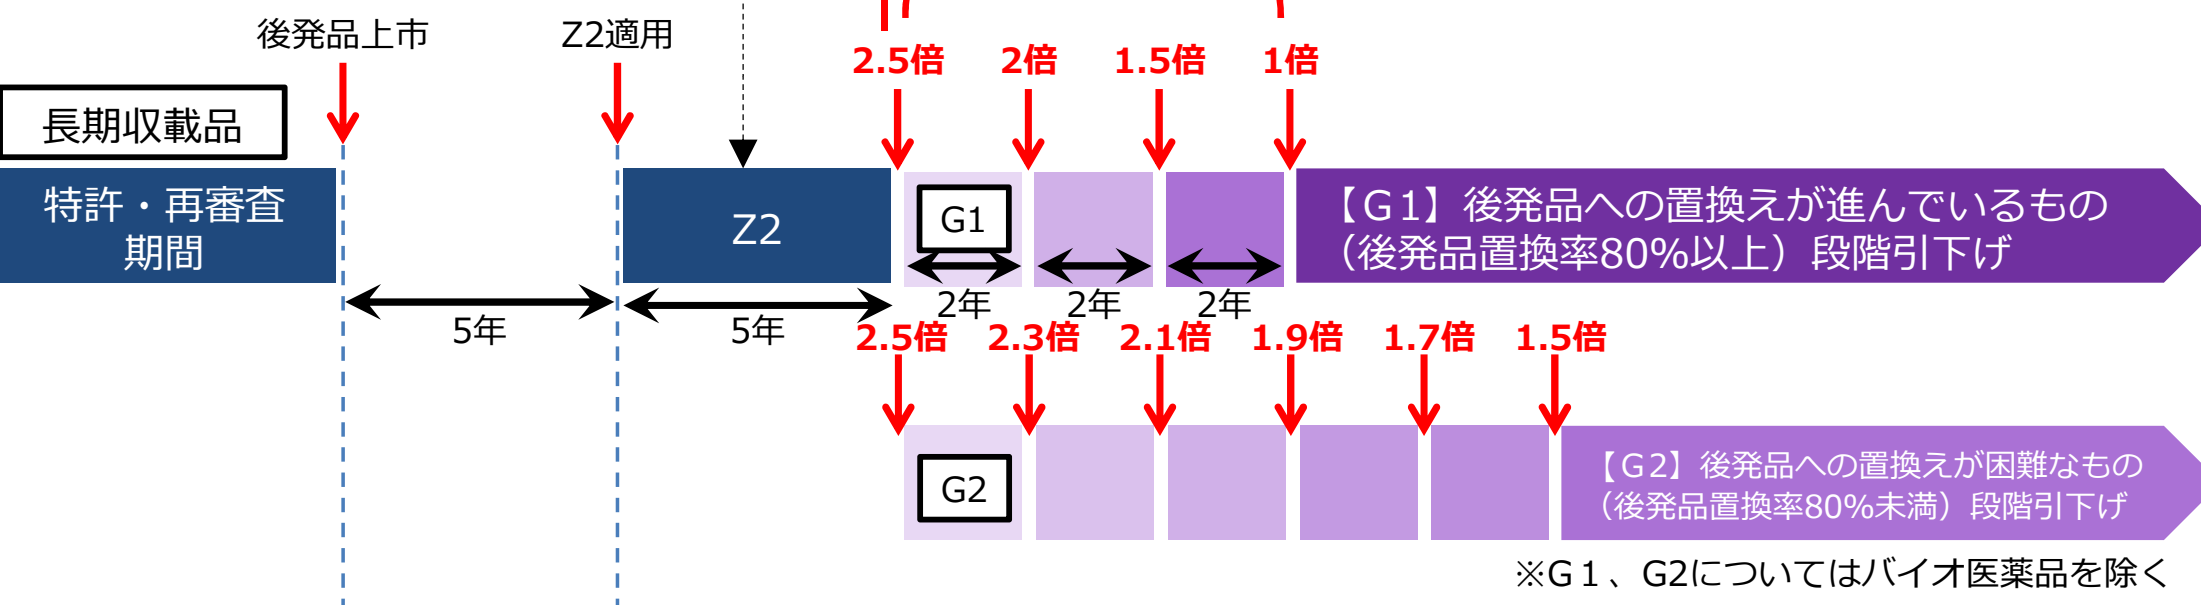 後発品上市
Z2適用
2.5倍
2倍
1.5倍
1倍
長期収載品
特許・再審査
期間
Z2
G1
【G1】後発品への置換えが進んでいるもの
（後発品置換率80%以上）段階引下げ
5年
5年
2年
2年
2年
2.5倍
2.3倍
2.1倍
1.9倍
1.7倍
1.5倍
G2
【G2】後発品への置換えが困難なもの
（後発品置換率80%未満）段階引下げ
※G１、G2についてはバイオ医薬品を除く